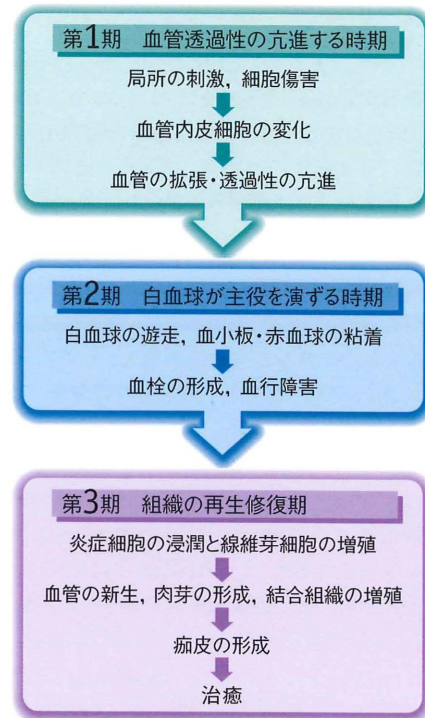 第1期 血管透過性の亢進する時期
局所の刺激, 細胞傷害
血管内皮細胞の変化
血管の拡張・透過性の亢進
第2期 白血球が主役を演ずる時期
白血球の遊走, 血小板・赤血球の粘着
血栓の形成, 血行障害
第3期 組織の再生修復期
炎症細胞の浸潤と線維芽細胞の増殖
血管の新生, 肉芽の形成, 結合組織の増殖
痂皮の形成
治癒